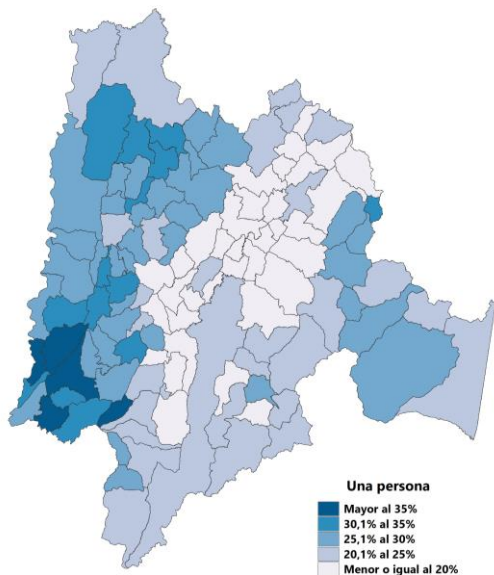 Una persona
Mayor al 35%
30,1% al 35%
25,1% al 30%
20,1% al 25%
Menor o igual al 20%